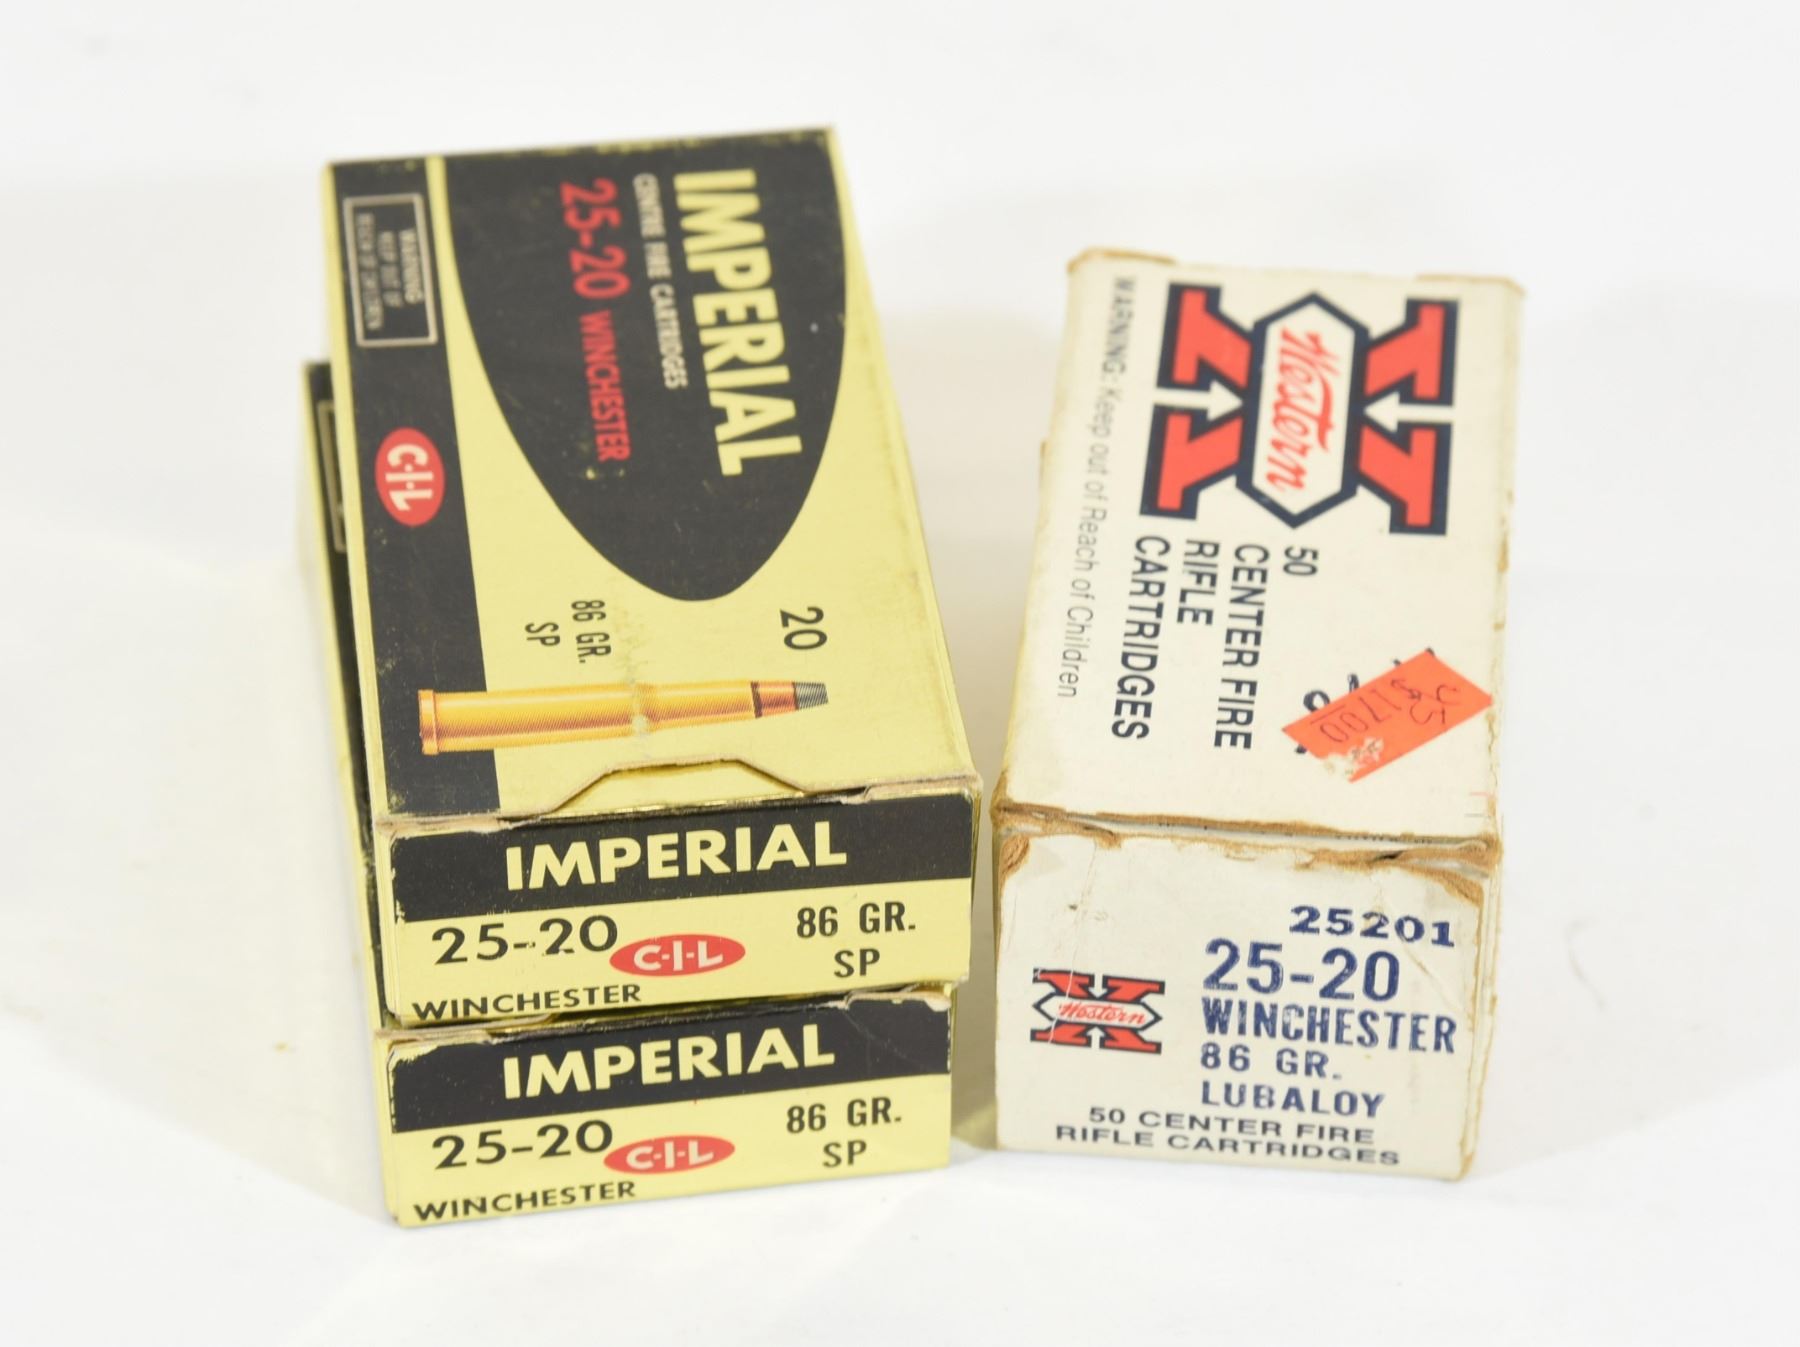 IMPERIAL
CENTRE FIRE CARTRIDGES
25-20 WINCHESTER
WARNING
KEEP OUT OF
REACH OF CHILDREN
C·I·L
20
86 GR.
SP
IMPERIAL
25-20
C·I·L
86 GR.
SP
WINCHESTER
IMPERIAL
25-20
C·I·L
86 GR.
SP
WINCHESTER
Western
X
50
CENTER FIRE
RIFLE
CARTRIDGES
WARNING: Keep out of Reach of Children
1700
25201
25-20
WINCHESTER
86 GR.
LUBALOY
Western
X
50 CENTER FIRE
RIFLE CARTRIDGES